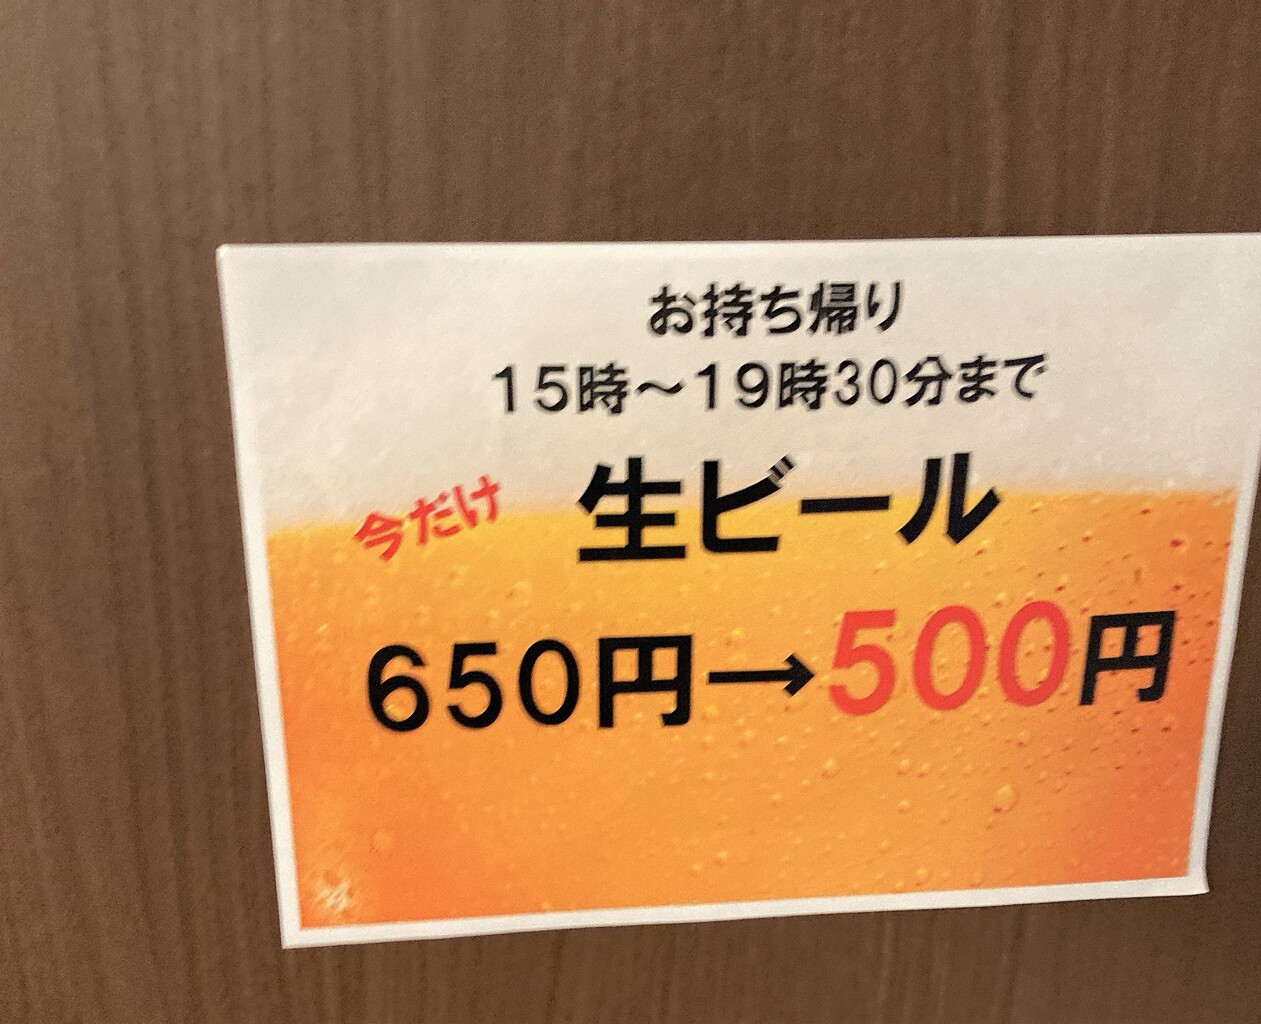 お持ち帰り
１５時～１９時３０分まで
今だけ 生ビール
６５０円→５００円